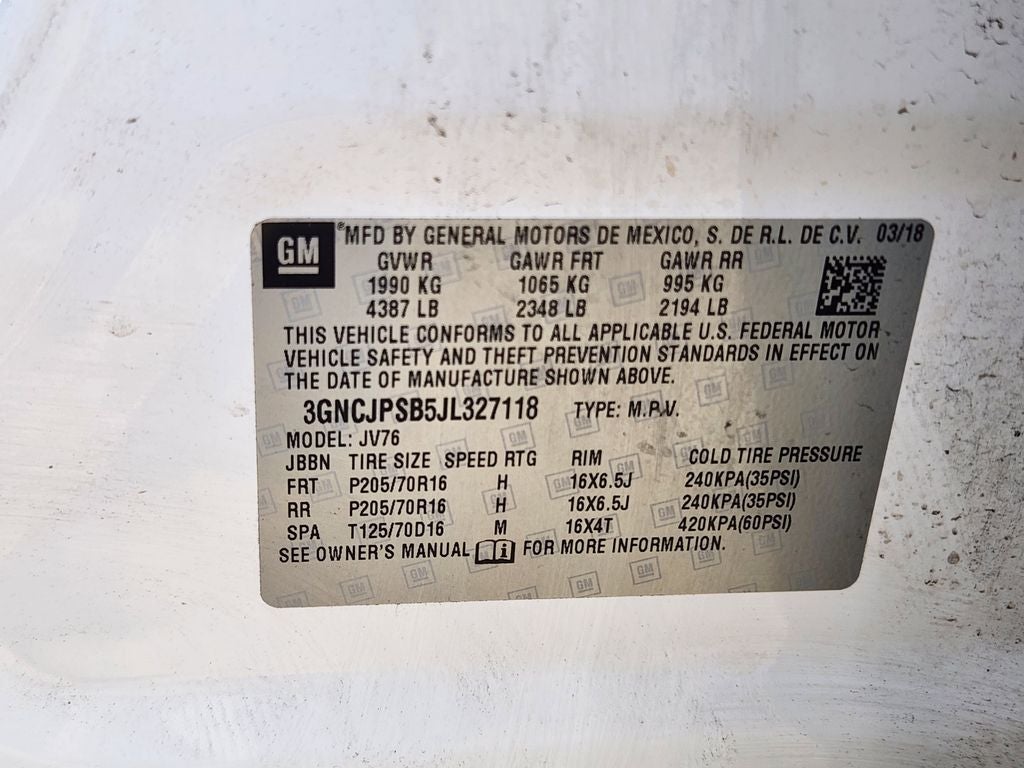 GM ®MFD BY GENERAL MOTORS DE MEXICO, S. DE R.L. DE C.V. 03/18
GVWR GAWR FRT GAWR RR
1990 KG 1065 KG 995 KG
4387 LB 2348 LB 2194 LB
THIS VEHICLE CONFORMS TO ALL APPLICABLE U.S. FEDERAL MOTOR
VEHICLE SAFETY AND THEFT PREVENTION STANDARDS IN EFFECT ON
THE DATE OF MANUFACTURE SHOWN ABOVE.
3GNCJPSB5JL327118 TYPE: M.P.V.
MODEL: JV76
JBBN TIRE SIZE SPEED RTG RIM COLD TIRE PRESSURE
FRT P205/70R16 H 16X6.5J 240KPA(35PSI)
RR P205/70R16 H 16X6.5J 240KPA(35PSI)
SPA T125/70D16 M 16X4T 420KPA(60PSI)
SEE OWNER'S MANUAL i FOR MORE INFORMATION.